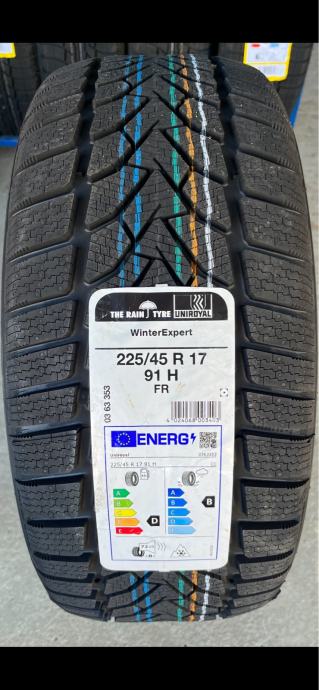 THE RAIN TYRE UNIROYAL
WinterExpert
225/45 R 17
91 H
FR
03 63 353
ENERG
Uniroyal
0363353
225/45 R 17 91 H
A
B
C
D
E
D
A
B
C
D
E
B